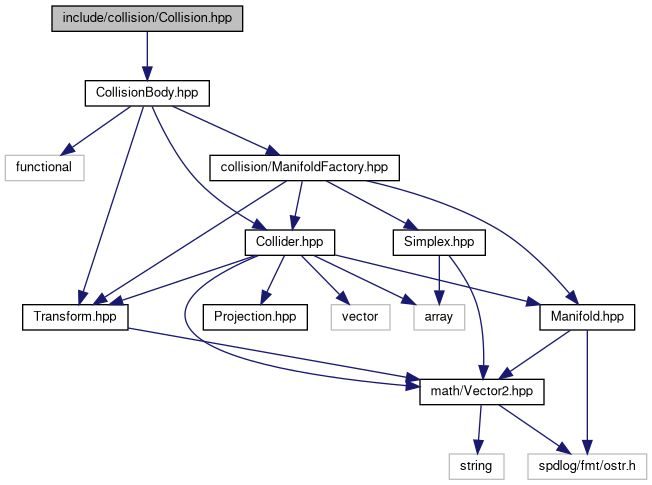 include/collision/Collision.hpp
CollisionBody.hpp
functional
collision/ManifoldFactory.hpp
Collider.hpp
Simplex.hpp
Transform.hpp
Projection.hpp
vector
array
Manifold.hpp
math/Vector2.hpp
string
spdlog/fmt/ostr.h